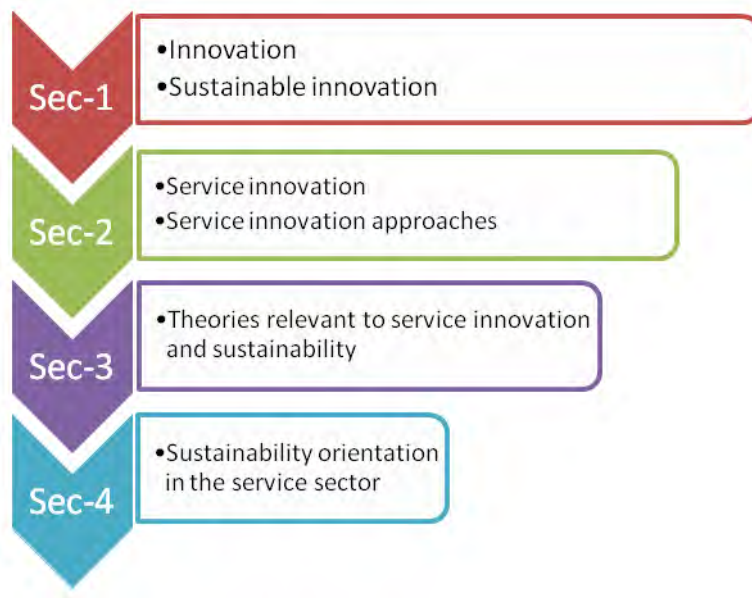 Sec-1
•Innovation
•Sustainable innovation
Sec-2
•Service innovation
•Service innovation approaches
Sec-3
•Theories relevant to service innovation
and sustainability
Sec-4
•Sustainability orientation
in the service sector